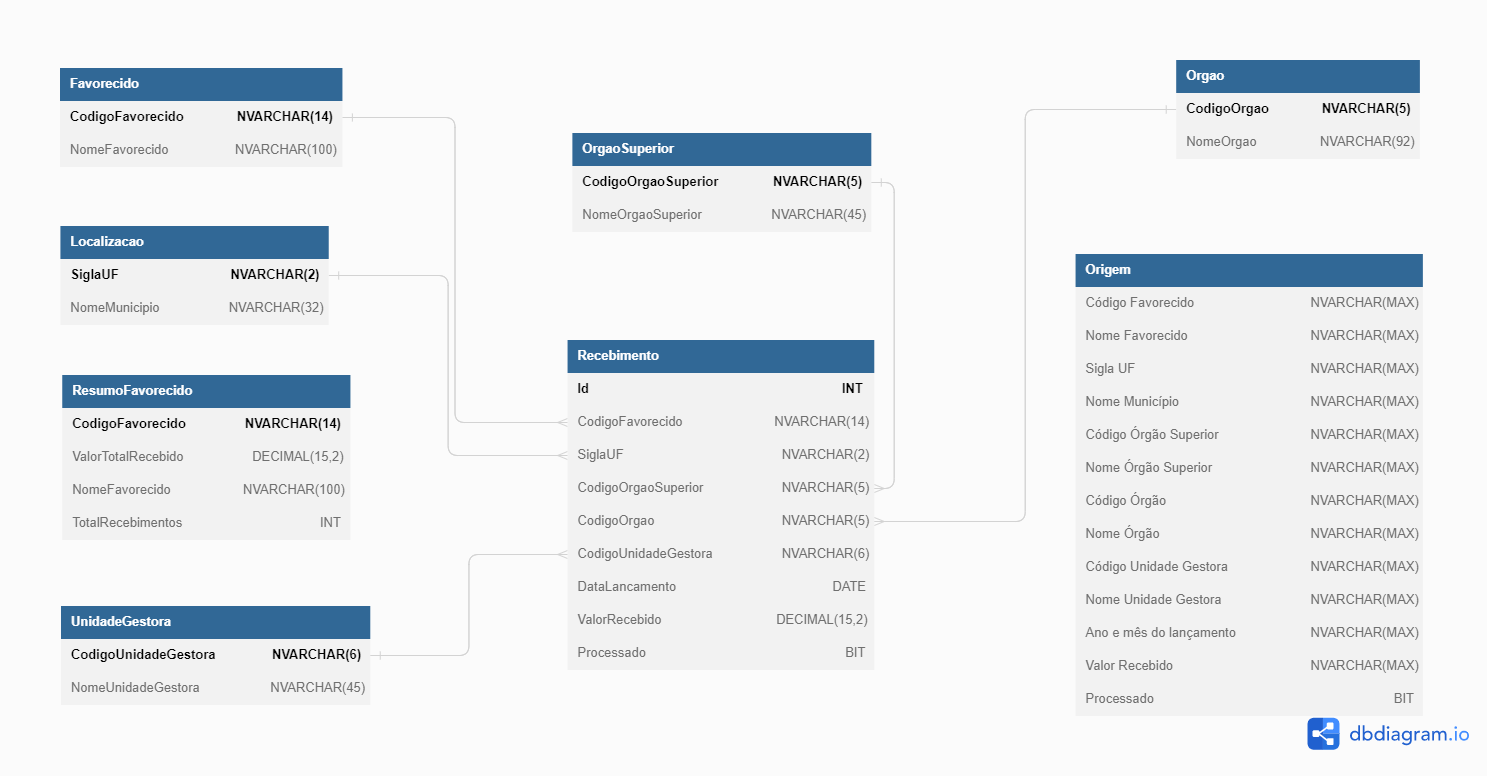 Favorecido
CodigoFavorecido NVARCHAR(14)
NomeFavorecido NVARCHAR(100)
Localizacao
SiglaUF NVARCHAR(2)
NomeMunicipio NVARCHAR(32)
ResumoFavorecido
CodigoFavorecido NVARCHAR(14)
ValorTotalRecebido DECIMAL(15,2)
NomeFavorecido NVARCHAR(100)
TotalRecebimentos INT
UnidadeGestora
CodigoUnidadeGestora NVARCHAR(6)
NomeUnidadeGestora NVARCHAR(45)
OrgaoSuperior
CodigoOrgaoSuperior NVARCHAR(5)
NomeOrgaoSuperior NVARCHAR(45)
Recebimento
Id INT
CodigoFavorecido NVARCHAR(14)
SiglaUF NVARCHAR(2)
CodigoOrgaoSuperior NVARCHAR(5)
CodigoOrgao NVARCHAR(5)
CodigoUnidadeGestora NVARCHAR(6)
DataLancamento DATE
ValorRecebido DECIMAL(15,2)
Processado BIT
Orgao
CodigoOrgao NVARCHAR(5)
NomeOrgao NVARCHAR(92)
Origem
Código Favorecido NVARCHAR(MAX)
Nome Favorecido NVARCHAR(MAX)
Sigla UF NVARCHAR(MAX)
Nome Município NVARCHAR(MAX)
Código Órgão Superior NVARCHAR(MAX)
Nome Órgão Superior NVARCHAR(MAX)
Código Órgão NVARCHAR(MAX)
Nome Órgão NVARCHAR(MAX)
Código Unidade Gestora NVARCHAR(MAX)
Nome Unidade Gestora NVARCHAR(MAX)
Ano e mês do lançamento NVARCHAR(MAX)
Valor Recebido NVARCHAR(MAX)
Processado BIT
dbdiagram.io